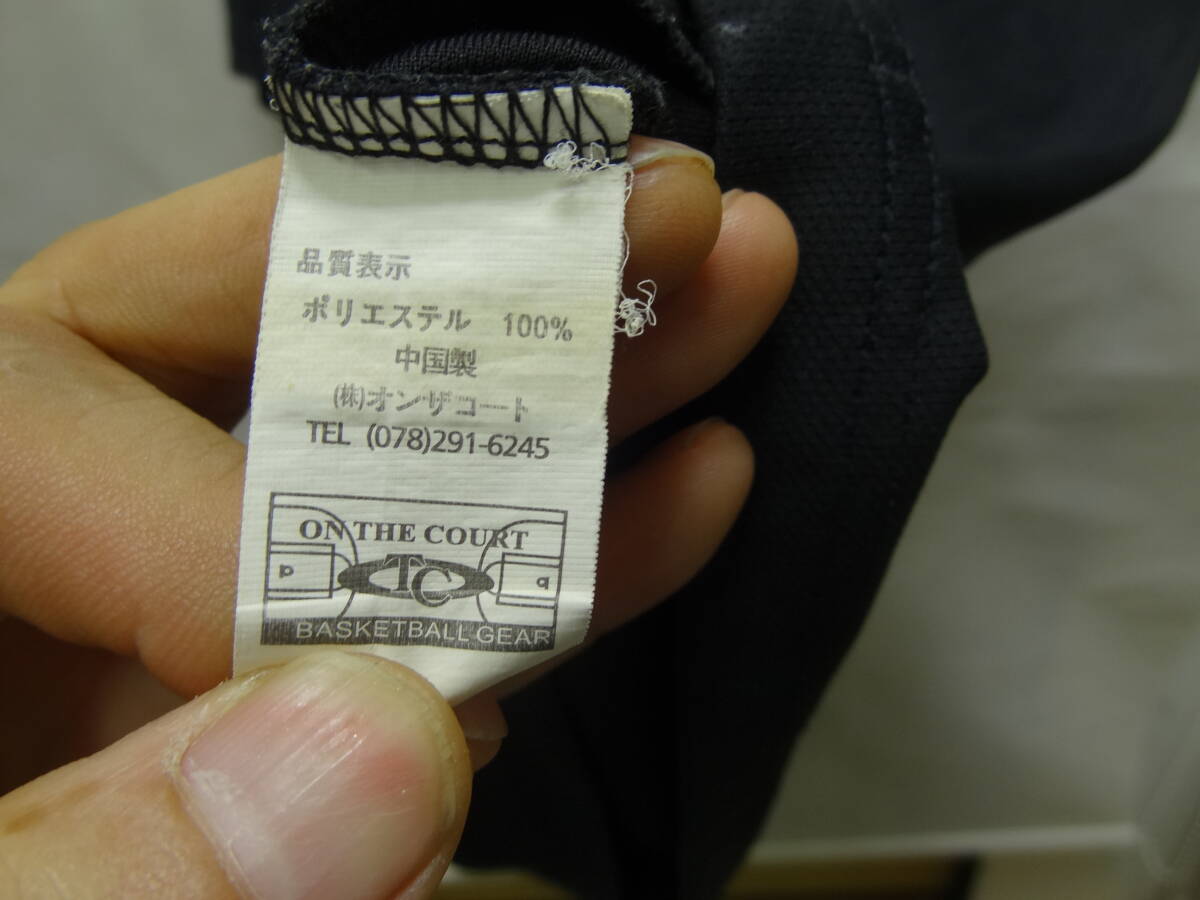 品質表示
ポリエステル 100%
中国製
(株)オンザコート
TEL (078)291-6245
ON THE COURT
TC
BASKETBALL GEAR